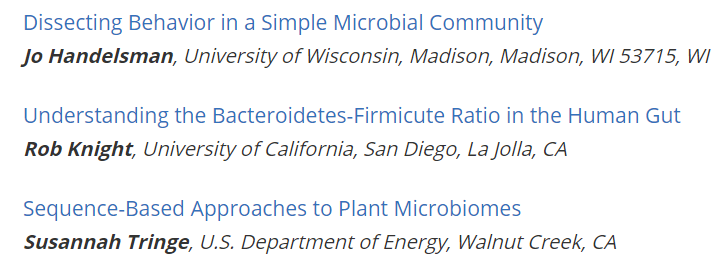 Dissecting Behavior in a Simple Microbial Community
Jo Handelsman, University of Wisconsin, Madison, Madison, WI 53715, WI
Understanding the Bacteroidetes-Firmicute Ratio in the Human Gut
Rob Knight, University of California, San Diego, La Jolla, CA
Sequence-Based Approaches to Plant Microbiomes
Susannah Tringe, U.S. Department of Energy, Walnut Creek, CA